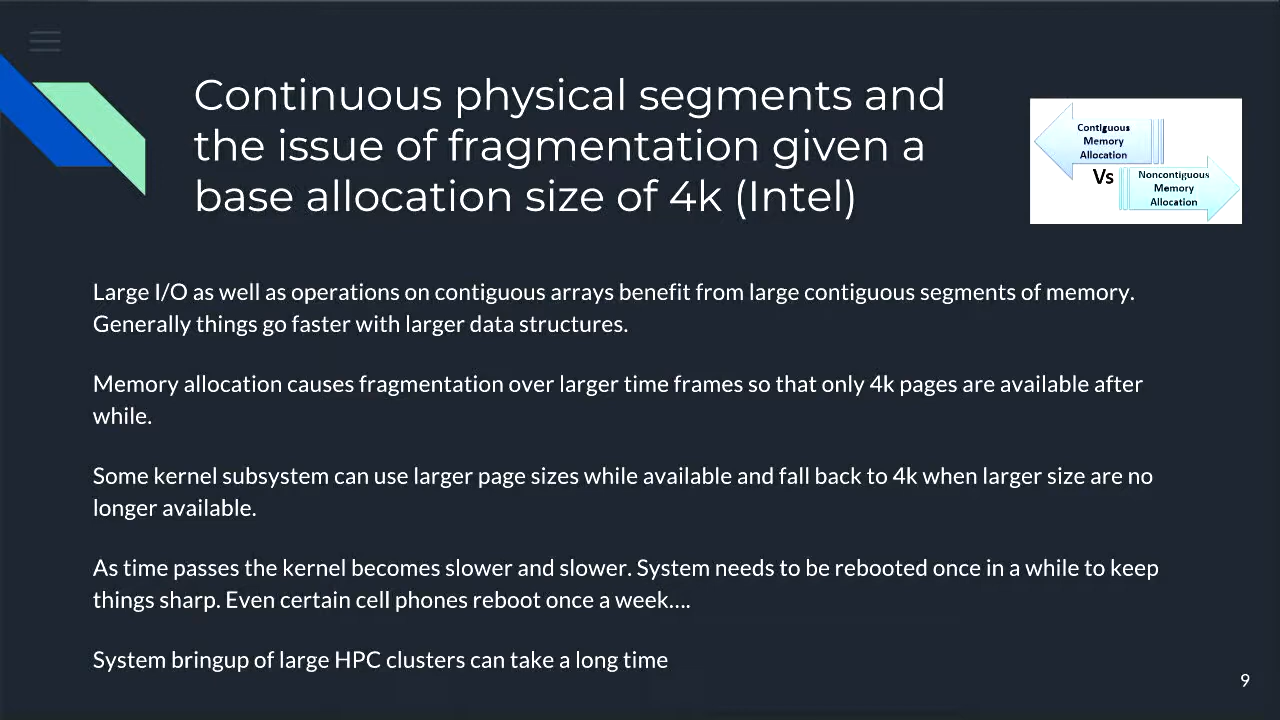 Continuous physical segments and
the issue of fragmentation given a
base allocation size of 4k (Intel)
Contiguous
Memory
Allocation
Vs
Noncontiguous
Memory
Allocation
Large I/O as well as operations on contiguous arrays benefit from large contiguous segments of memory.
Generally things go faster with larger data structures.
Memory allocation causes fragmentation over larger time frames so that only 4k pages are available after
while.
Some kernel subsystem can use larger page sizes while available and fall back to 4k when larger size are no
longer available.
As time passes the kernel becomes slower and slower. System needs to be rebooted once in a while to keep
things sharp. Even certain cell phones reboot once a week....
System bringup of large HPC clusters can take a long time
9